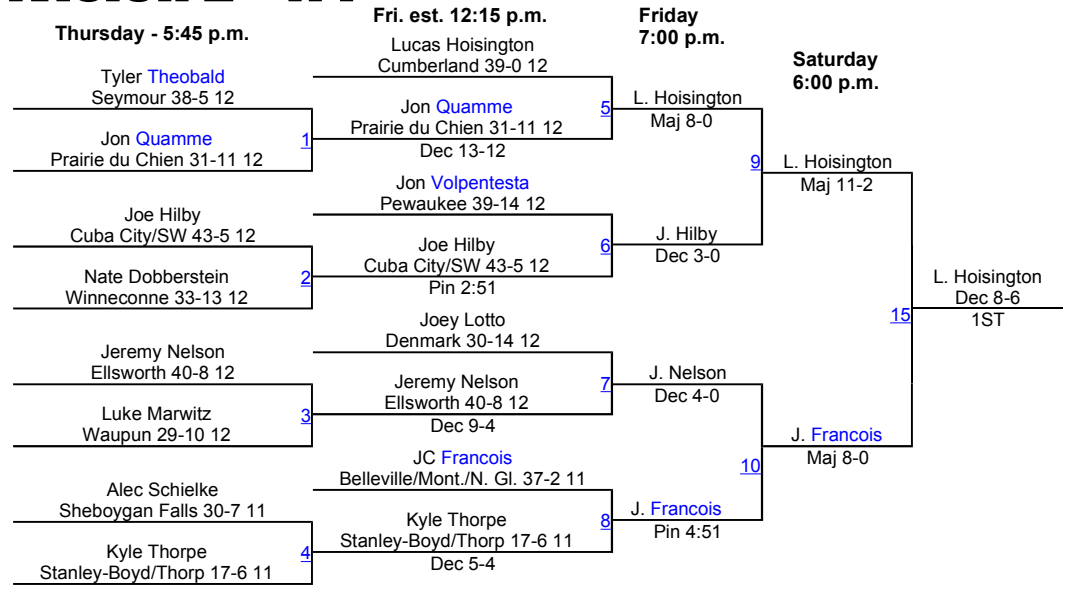 Thursday - 5:45 p.m.
Fri. est. 12:15 p.m.
Friday
7:00 p.m.
Saturday
6:00 p.m.
Tyler Theobald
Seymour 38-5 12
Jon Quamme
Prairie du Chien 31-11 12
1
Joe Hilby
Cuba City/SW 43-5 12
Nate Dobberstein
Winneconne 33-13 12
2
Jeremy Nelson
Ellsworth 40-8 12
Luke Marwitz
Waupun 29-10 12
3
Alec Schielke
Sheboygan Falls 30-7 11
Kyle Thorpe
Stanley-Boyd/Thorp 17-6 11
4
Lucas Hoisington
Cumberland 39-0 12
Jon Quamme
Prairie du Chien 31-11 12
Dec 13-12
5
Jon Volpentesta
Pewaukee 39-14 12
Joe Hilby
Cuba City/SW 43-5 12
Pin 2:51
6
Joey Lotto
Denmark 30-14 12
Jeremy Nelson
Ellsworth 40-8 12
Dec 9-4
7
JC Francois
Belleville/Mont./N. Gl. 37-2 11
Kyle Thorpe
Stanley-Boyd/Thorp 17-6 11
Dec 5-4
8
L. Hoisington
Maj 8-0
J. Hilby
Dec 3-0
9
J. Nelson
Dec 4-0
J. Francois
Pin 4:51
10
L. Hoisington
Maj 11-2
J. Francois
Maj 8-0
15
L. Hoisington
Dec 8-6
1ST